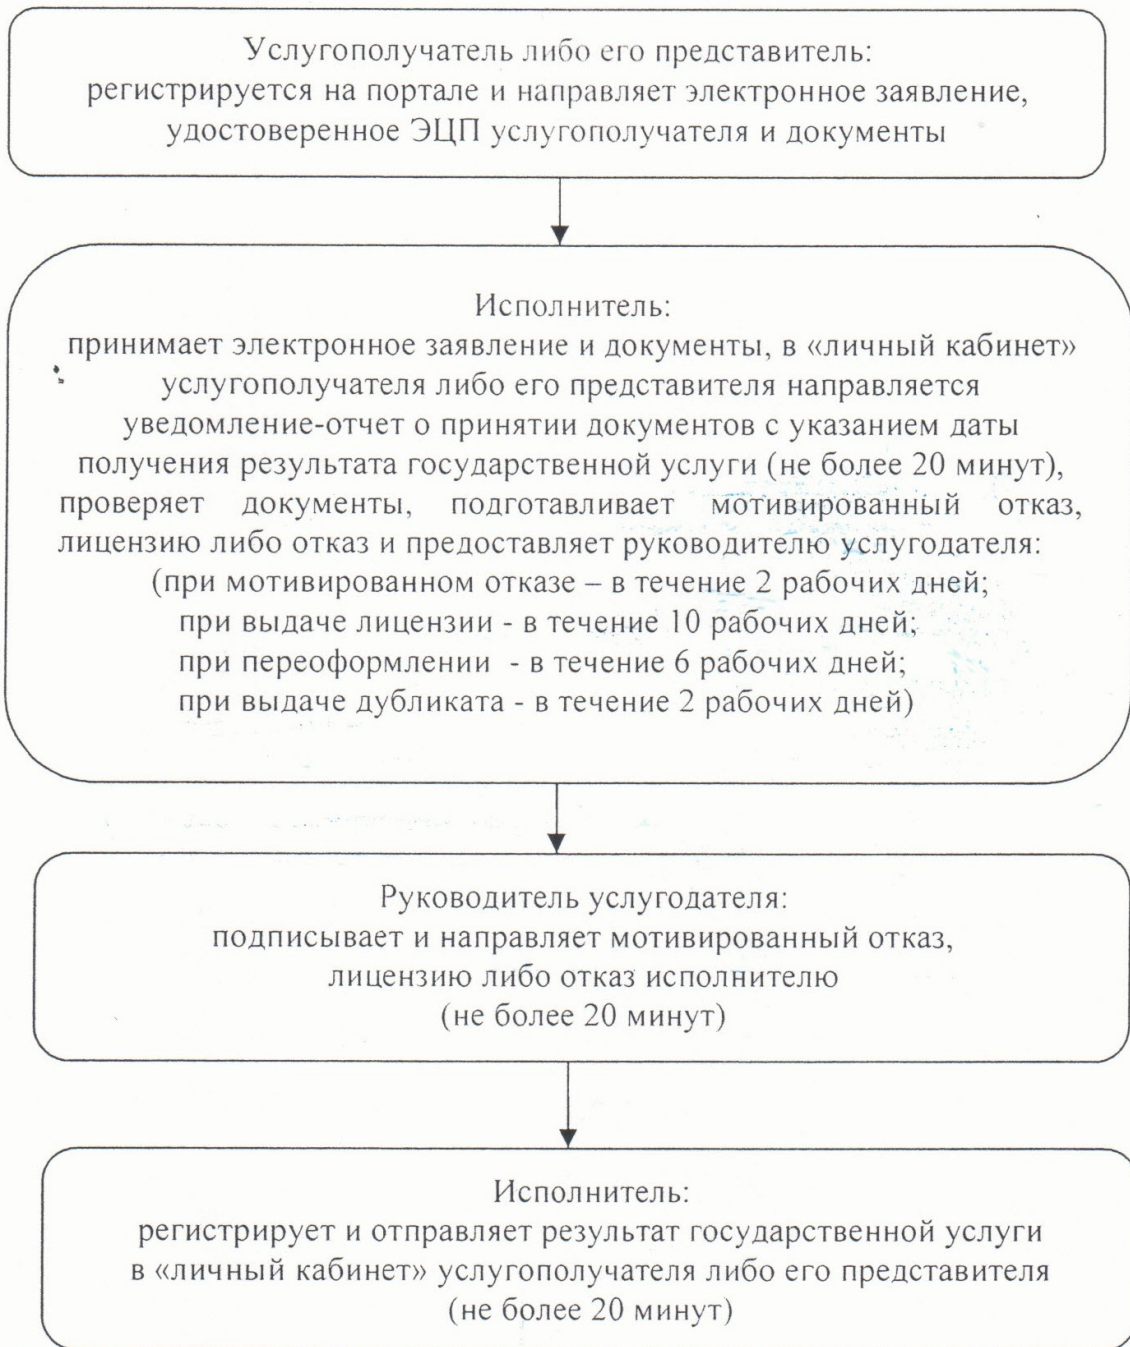 Услугополучатель либо его представитель:
регистрируется на портале и направляет электронное заявление,
удостоверенное ЭЦП услугополучателя и документы
Исполнитель:
принимает электронное заявление и документы, в «личный кабинет»
услугополучателя либо его представителя направляется
уведомление-отчет о принятии документов с указанием даты
получения результата государственной услуги (не более 20 минут),
проверяет документы, подготавливает мотивированный отказ,
лицензию либо отказ и предоставляет руководителю услугодателя:
(при мотивированном отказе – в течение 2 рабочих дней;
при выдаче лицензии - в течение 10 рабочих дней;
при переоформлении - в течение 6 рабочих дней;
при выдаче дубликата - в течение 2 рабочих дней)
Руководитель услугодателя:
подписывает и направляет мотивированный отказ,
лицензию либо отказ исполнителю
(не более 20 минут)
Исполнитель:
регистрирует и отправляет результат государственной услуги
в «личный кабинет» услугополучателя либо его представителя
(не более 20 минут)